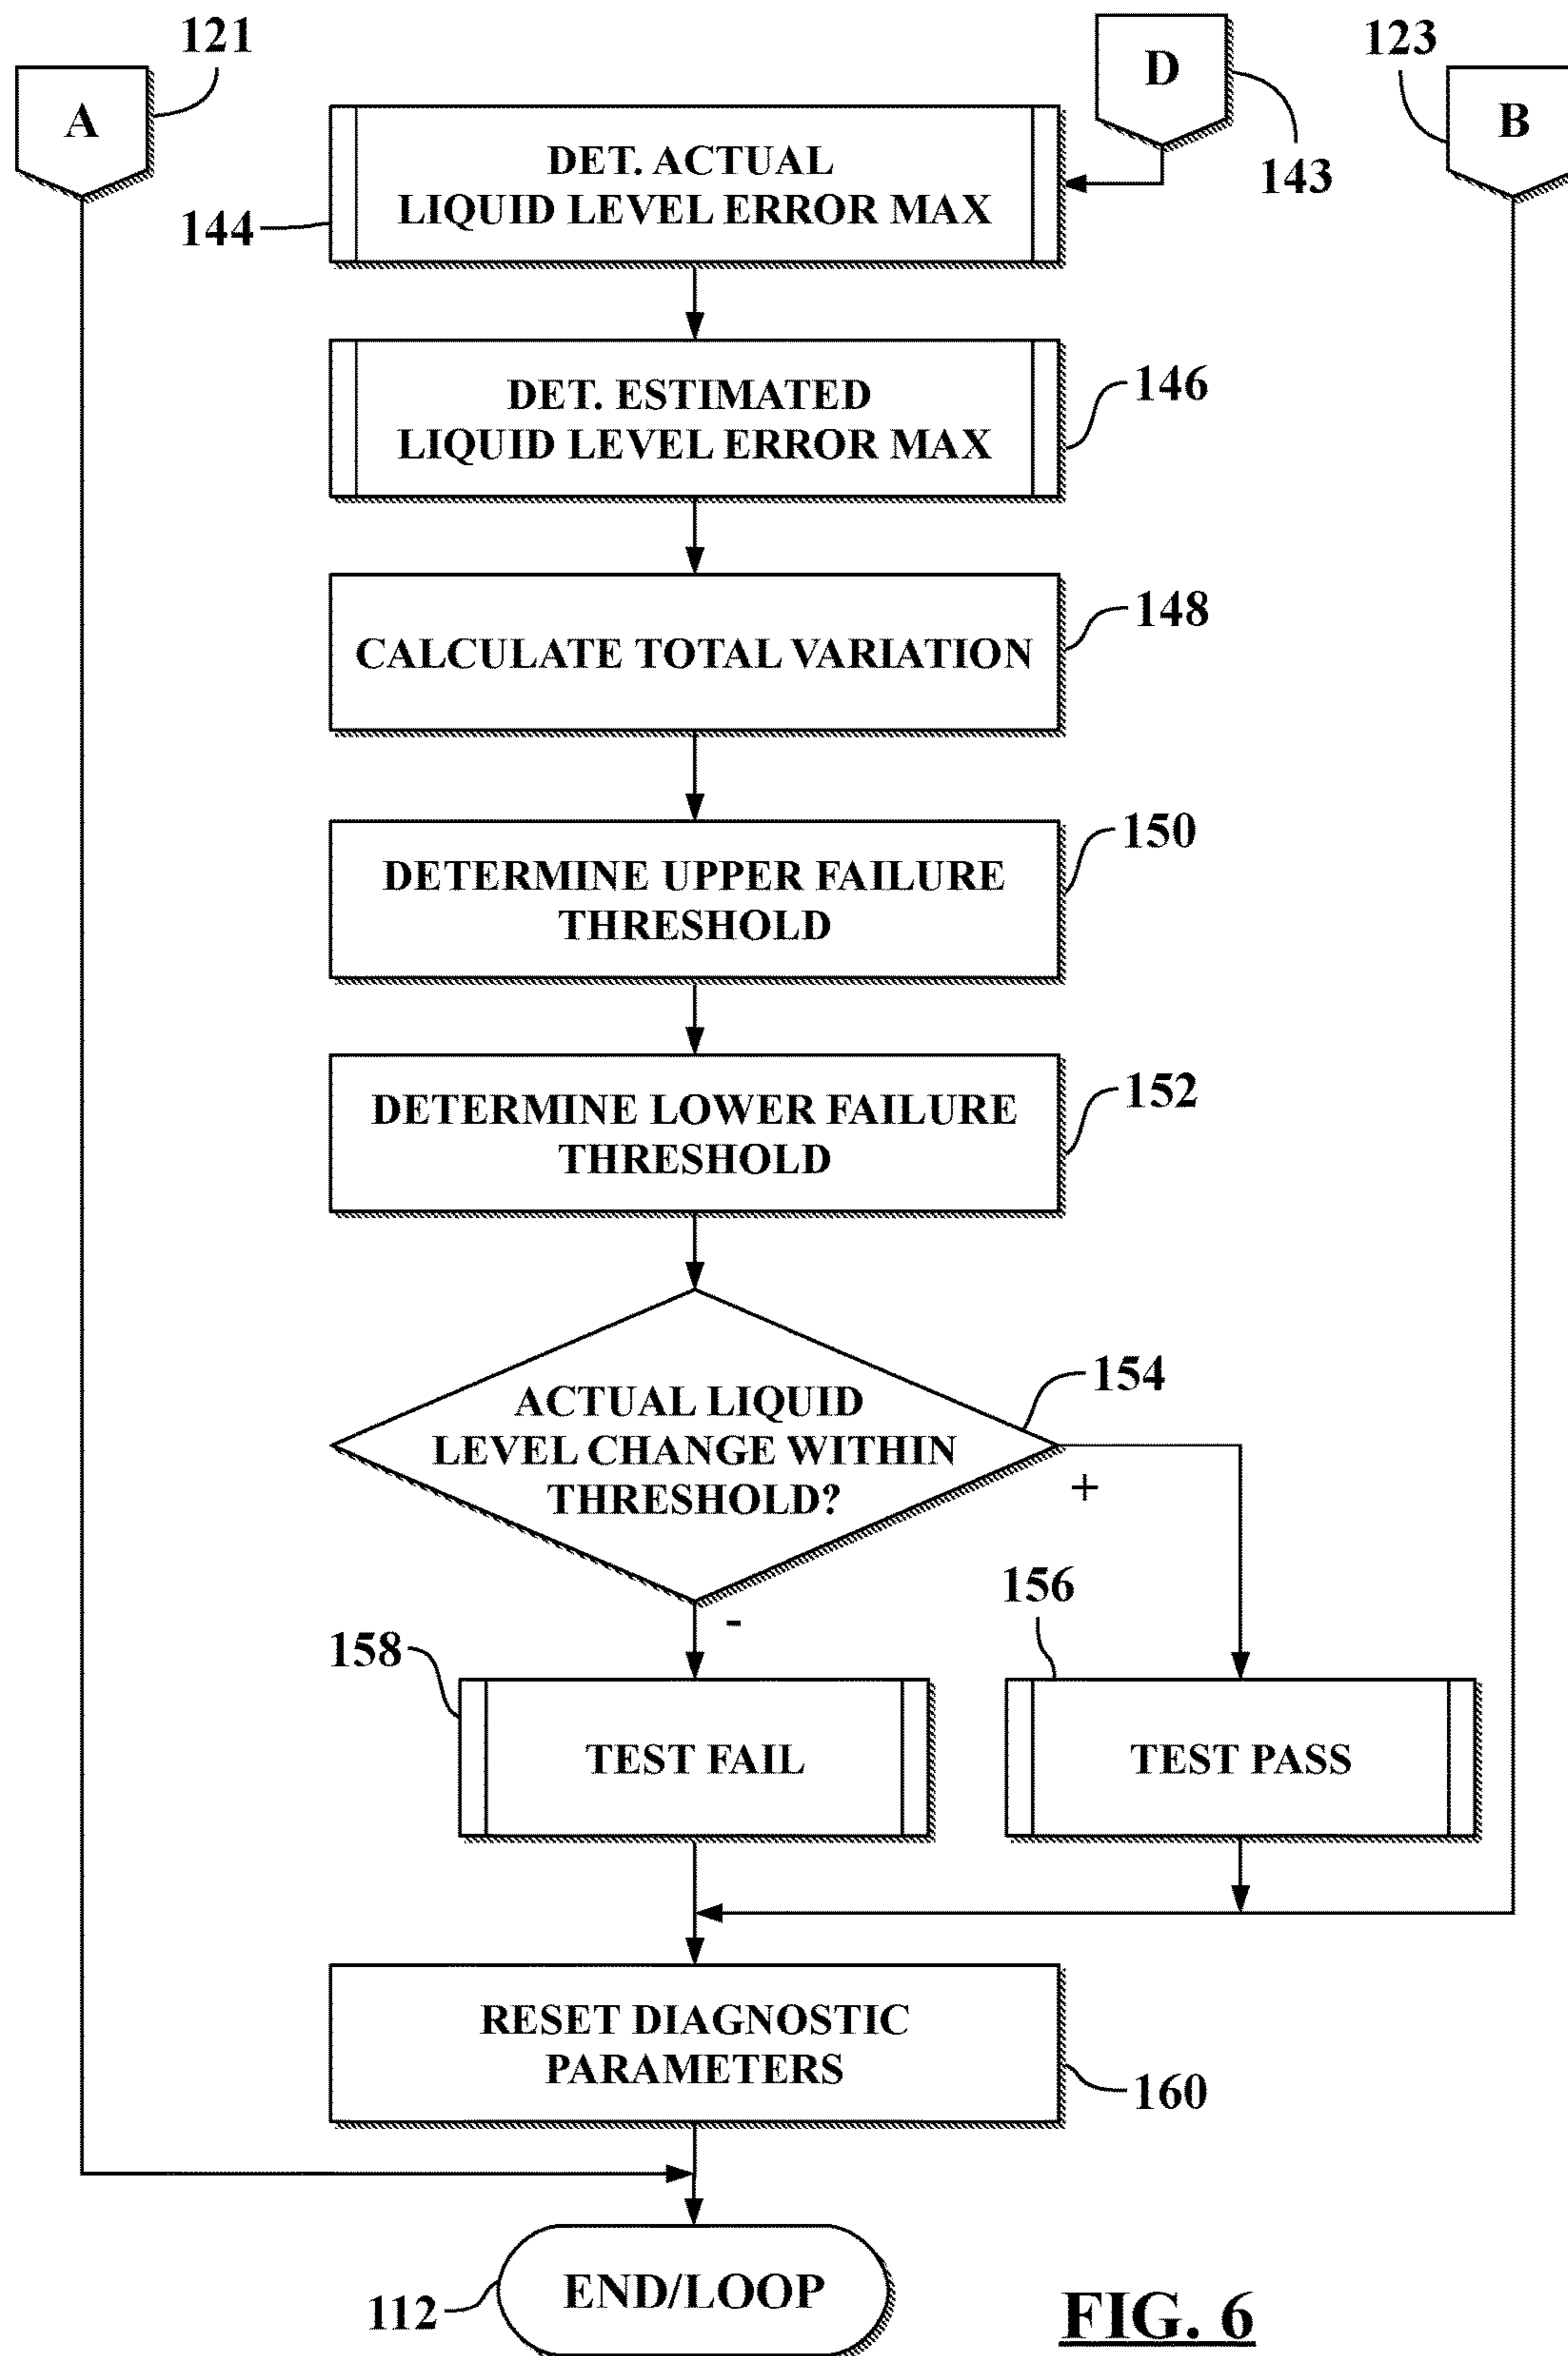 121
A
D
143
123
B
DET. ACTUAL
LIQUID LEVEL ERROR MAX
144
DET. ESTIMATED
LIQUID LEVEL ERROR MAX
146
CALCULATE TOTAL VARIATION
148
DETERMINE UPPER FAILURE
THRESHOLD
150
DETERMINE LOWER FAILURE
THRESHOLD
152
ACTUAL LIQUID
LEVEL CHANGE WITHIN
THRESHOLD?
154
+
-
158
TEST FAIL
156
TEST PASS
RESET DIAGNOSTIC
PARAMETERS
160
END/LOOP
112
FIG. 6